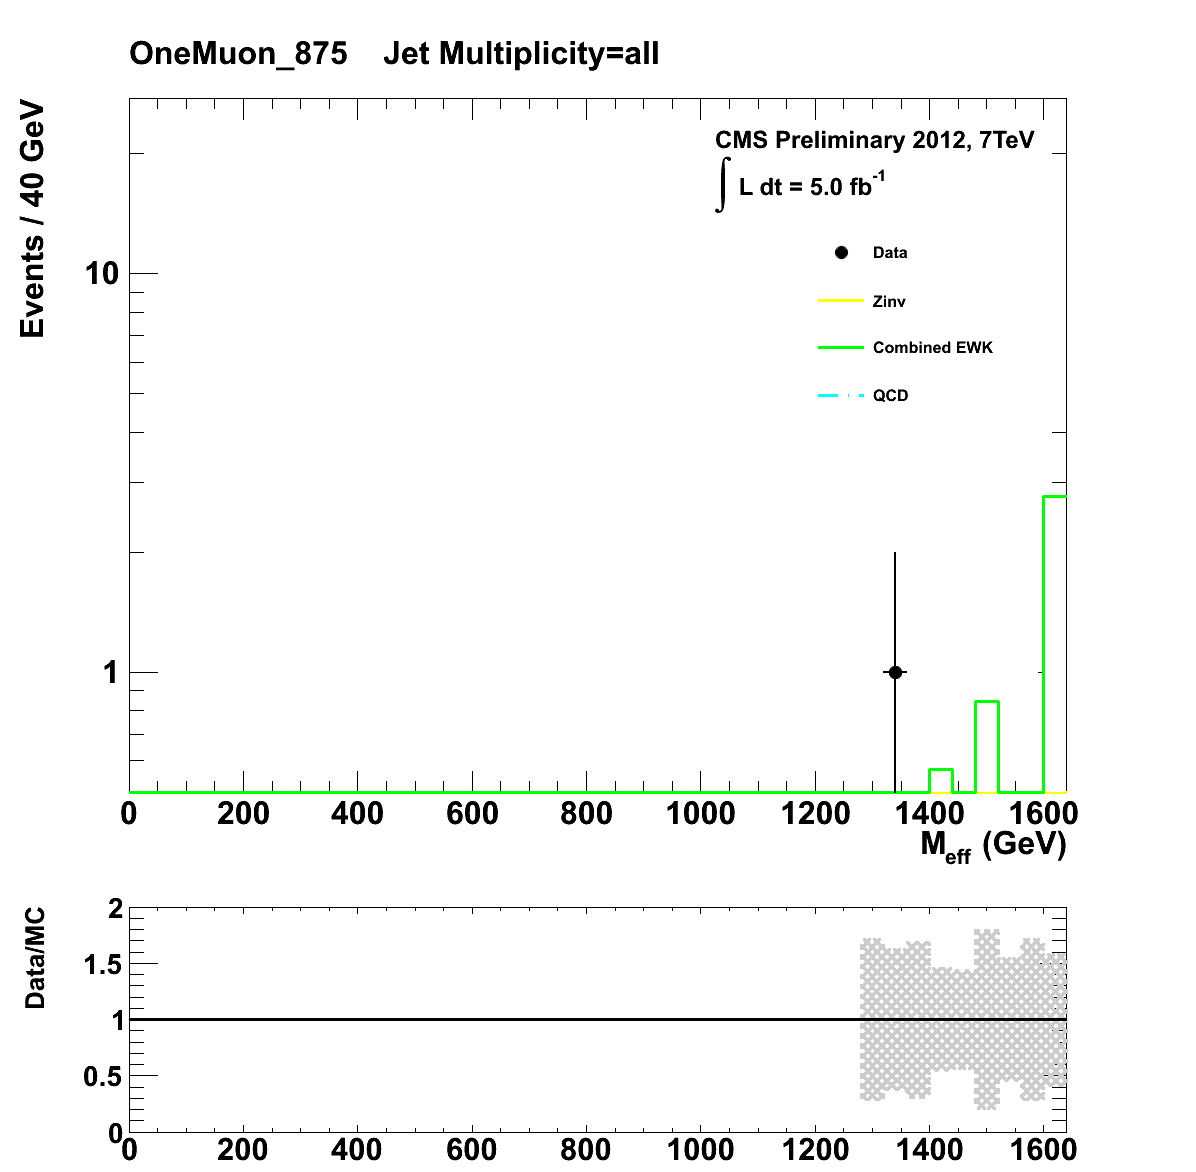 OneMuon_875 Jet Multiplicity=all
Events / 40 GeV
CMS Preliminary 2012, 7TeV
∫ L dt = 5.0 fb-1
Data
Zinv
Combined EWK
QCD
10
1
0 200 400 600 800 1000 1200 1400 1600
Meff (GeV)
Data/MC
2
1.5
1
0.5
0
0 200 400 600 800 1000 1200 1400 1600